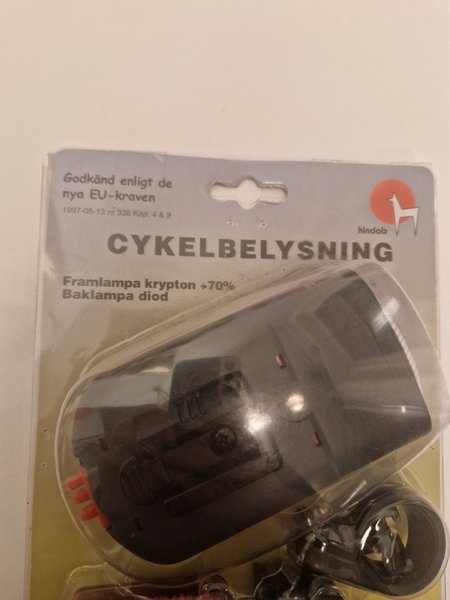 Godkänd enligt de
nya EU-kraven
1997-05-13 nr 338 Kap: 4 & 9
hindab
CYKELBELYSNING
Framlampa krypton +70%
Baklampa diod